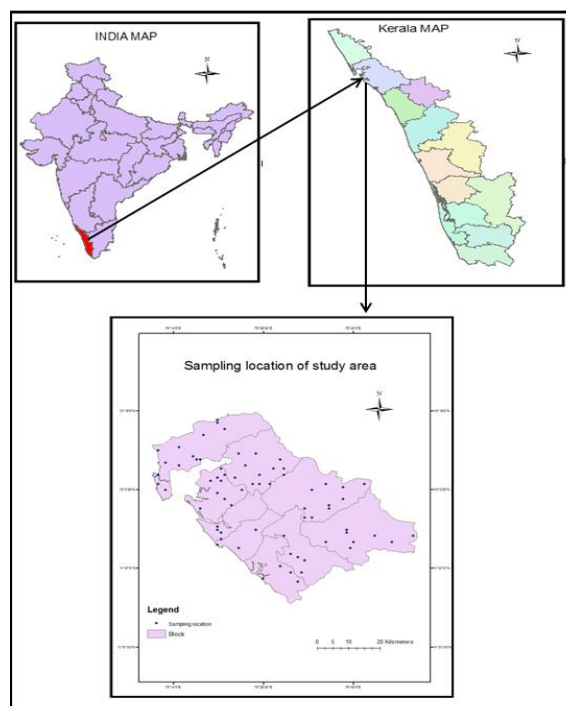 INDIA MAP
N
Kerala MAP
N
Sampling location of study area
N
Legend
Sampling location
Block
0 5 10 20 Kilometers